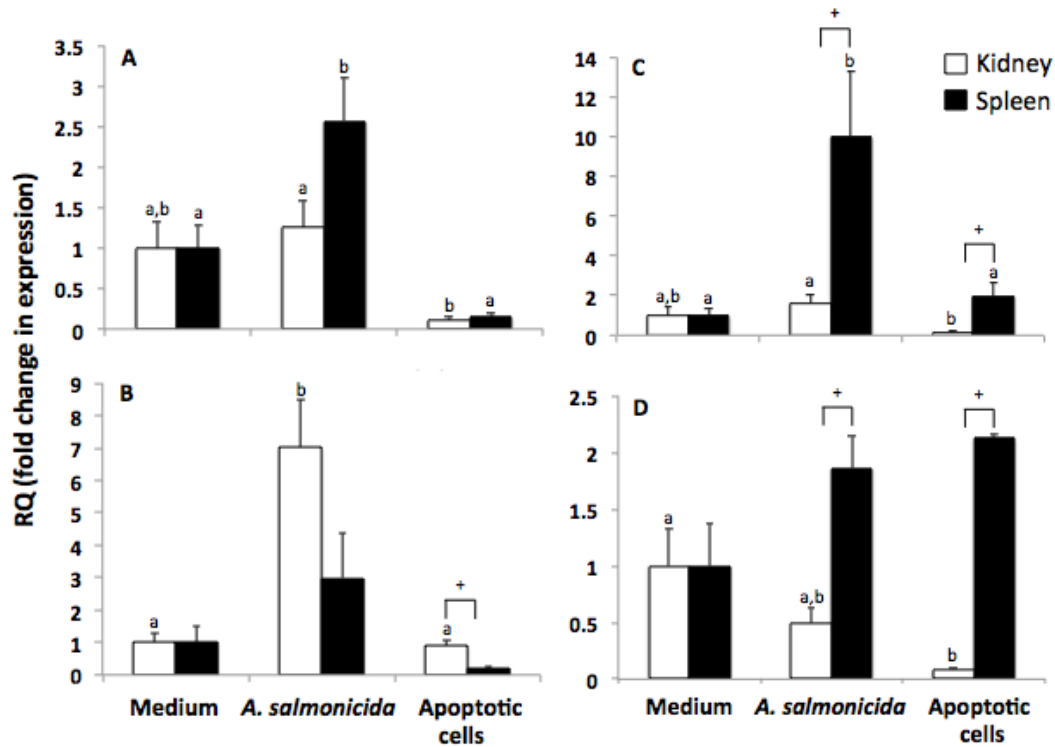 RQ (fold change in expression)
A
3.5
3
2.5
2
1.5
1
0.5
0
a,b
a
a
b
b
a
C
14
12
10
8
6
4
2
0
a,b
a
a
+
b
b
+
a
Kidney
Spleen
B
9
8
7
6
5
4
3
2
1
0
a
b
+
a
Medium
A. salmonicida
Apoptotic
cells
D
2.5
2
1.5
1
0.5
0
a
a,b
+
b
+
Medium
A. salmonicida
Apoptotic
cells